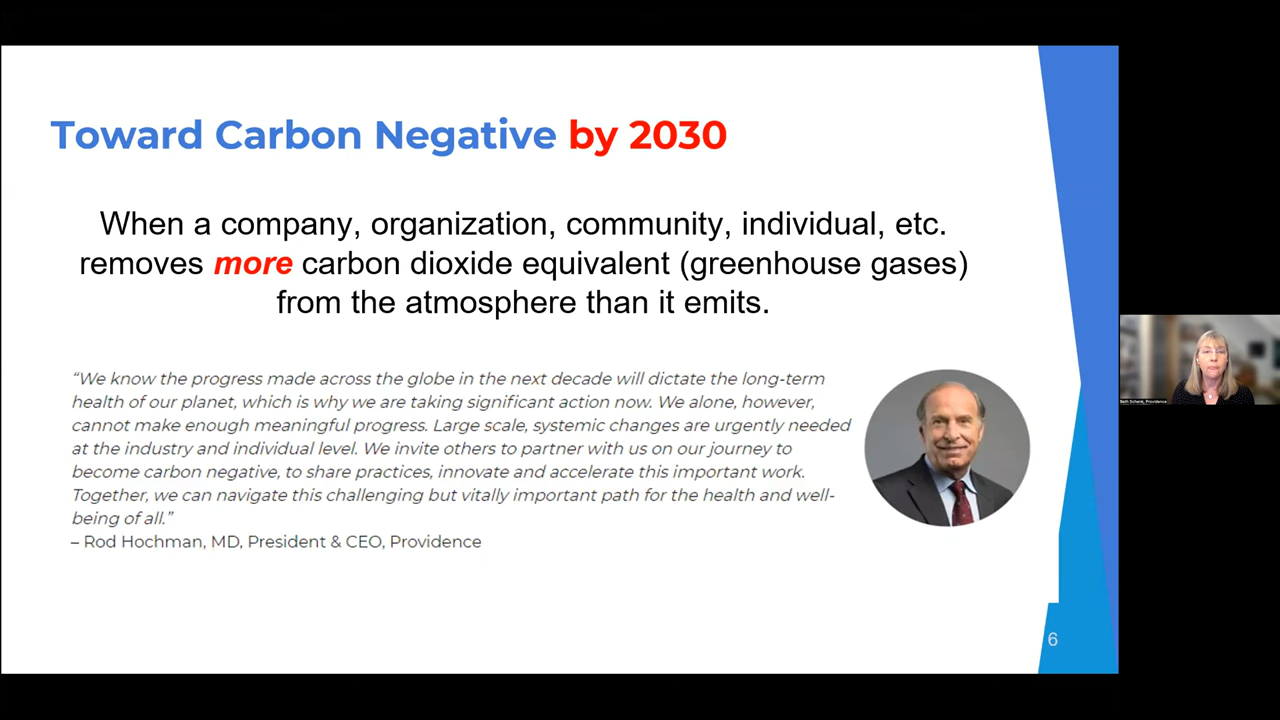 Toward Carbon Negative by 2030
When a company, organization, community, individual, etc.
removes more carbon dioxide equivalent (greenhouse gases)
from the atmosphere than it emits.
“We know the progress made across the globe in the next decade will dictate the long-term
health of our planet, which is why we are taking significant action now. We alone, however,
cannot make enough meaningful progress. Large scale, systemic changes are urgently needed
at the industry and individual level. We invite others to partner with us on our journey to
become carbon negative, to share practices, innovate and accelerate this important work.
Together, we can navigate this challenging but vitally important path for the health and well-
being of all.”
– Rod Hochman, MD, President & CEO, Providence
6
Beth Schenk, Providence